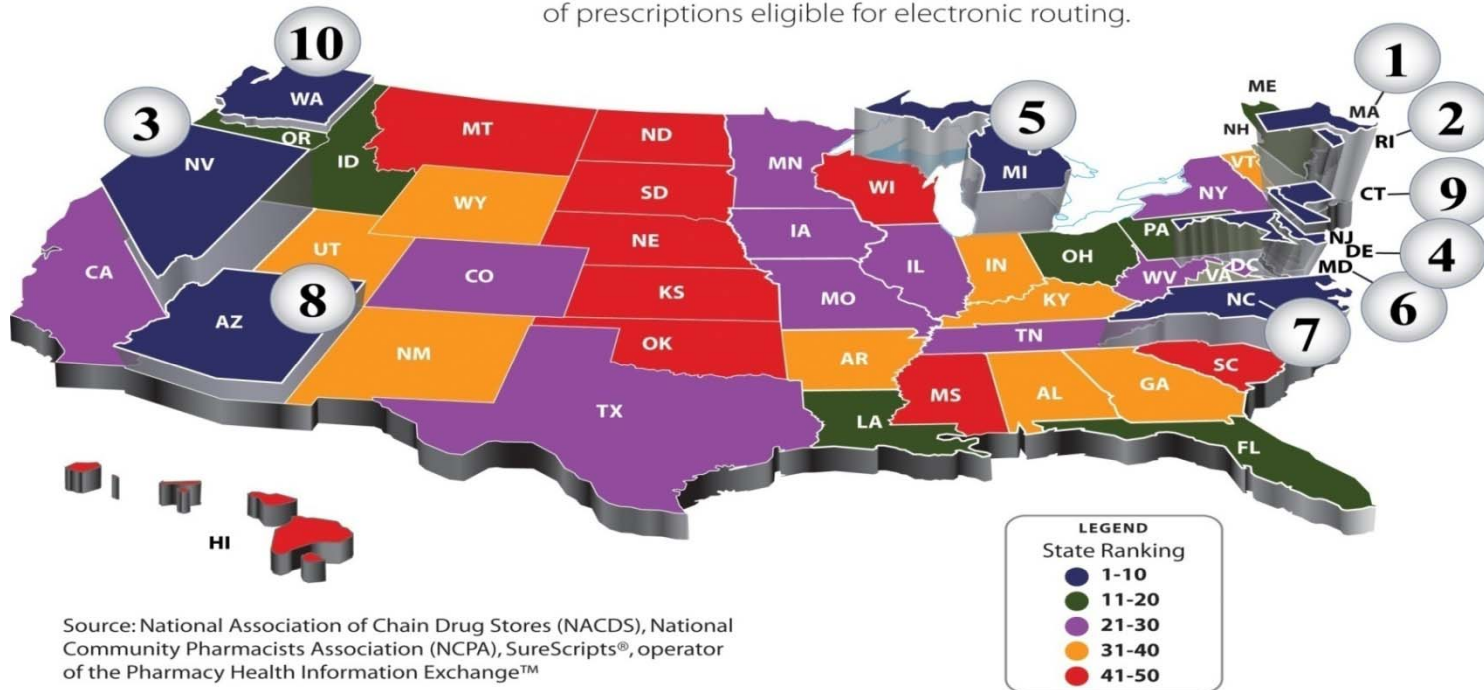 of prescriptions eligible for electronic routing.
10
1
ME
WA
MA
3
5
2
MT
ND
NH
RI
OR
MN
NV
ID
MI
VT
WI
SD
NY
CT
9
WY
IA
PA
NE
UT
NJ
OH
DE
4
CA
CO
IL
IN
DC
MD
WV
VA
KS
MO
8
KY
NC
6
AZ
TN
7
OK
NM
AR
SC
GA
MS
AL
TX
LA
FL
HI
LEGEND
State Ranking
1-10
11-20
21-30
31-40
41-50
Source: National Association of Chain Drug Stores (NACDS), National
Community Pharmacists Association (NCPA), SureScripts®, operator
of the Pharmacy Health Information Exchange™